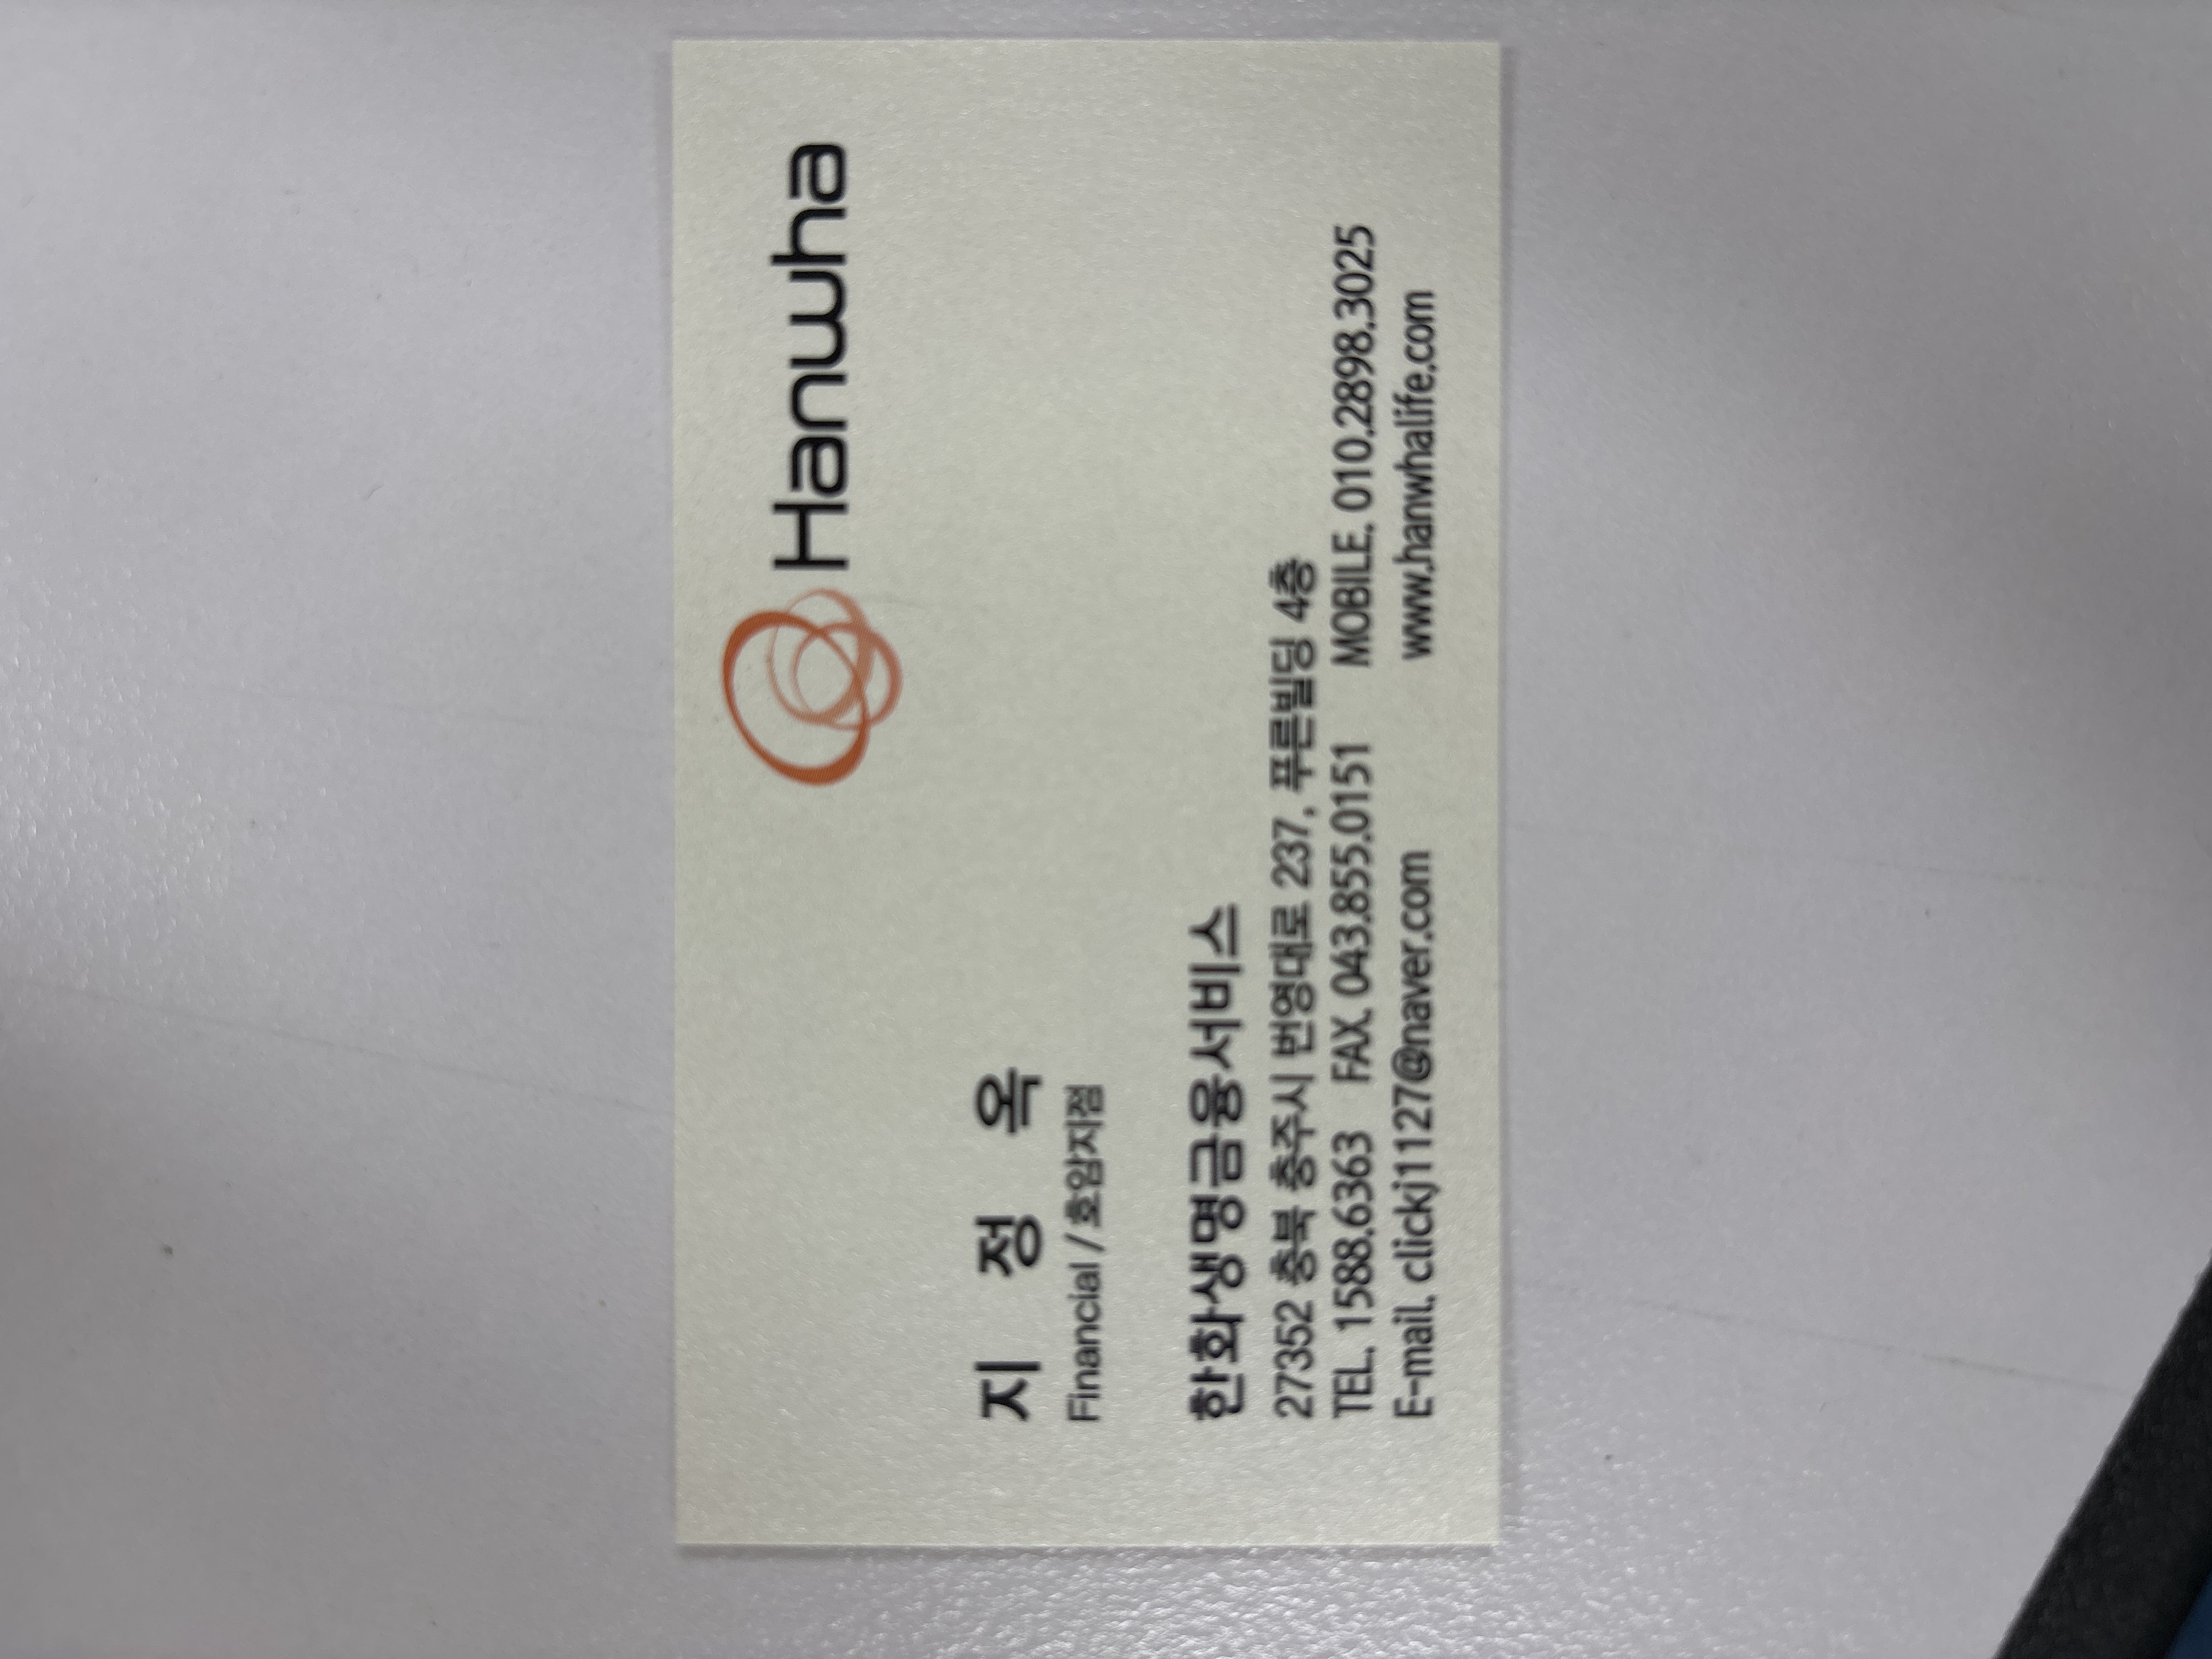 Hanwha
지 정 옥
Financial / 호암지점
한화생명금융서비스
27352 충북 충주시 번영대로 237, 푸른빌딩 4층
TEL. 1588.6363 FAX. 043.855.0151 MOBILE. 010.2898.3025
E-mail. clickj1127@naver.com www.hanwhalife.com